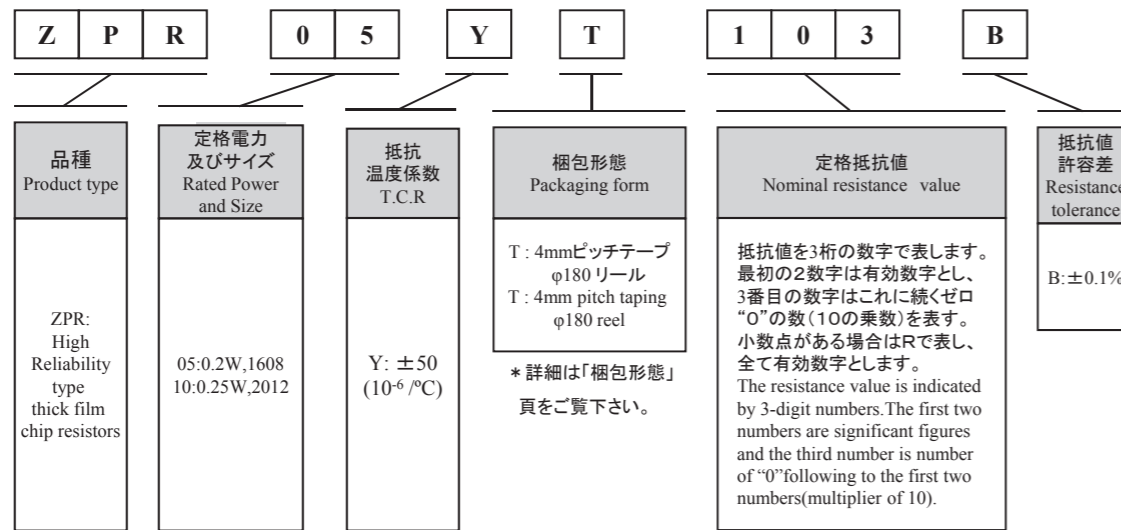 Z P R 0 5 Y T 1 0 3 B
品種
Product type
ZPR:
High
Reliability
type
thick film
chip resistors
定格電力
及びサイズ
Rated Power
and Size
05:0.2W,1608
10:0.25W,2012
抵抗
温度係数
T.C.R
Y: ±50
(10⁻⁶ /℃)
梱包形態
Packaging form
T : 4mmピッチテープ
φ180 リール
T : 4mm pitch taping
φ180 reel
＊詳細は「梱包形態」
頁をご覧下さい。
定格抵抗値
Nominal resistance value
抵抗値を3桁の数字で表します。
最初の２数字は有効数字とし、
3番目の数字はこれに続くゼロ
“０”の数（１０の乗数）を表す。
小数点がある場合はＲで表し、
全て有効数字とします。
The resistance value is indicated
by 3-digit numbers.The first two
numbers are significant figures
and the third number is number
of “0”following to the first two
numbers(multiplier of 10).
抵抗値
許容差
Resistance
tolerance
B:±0.1%